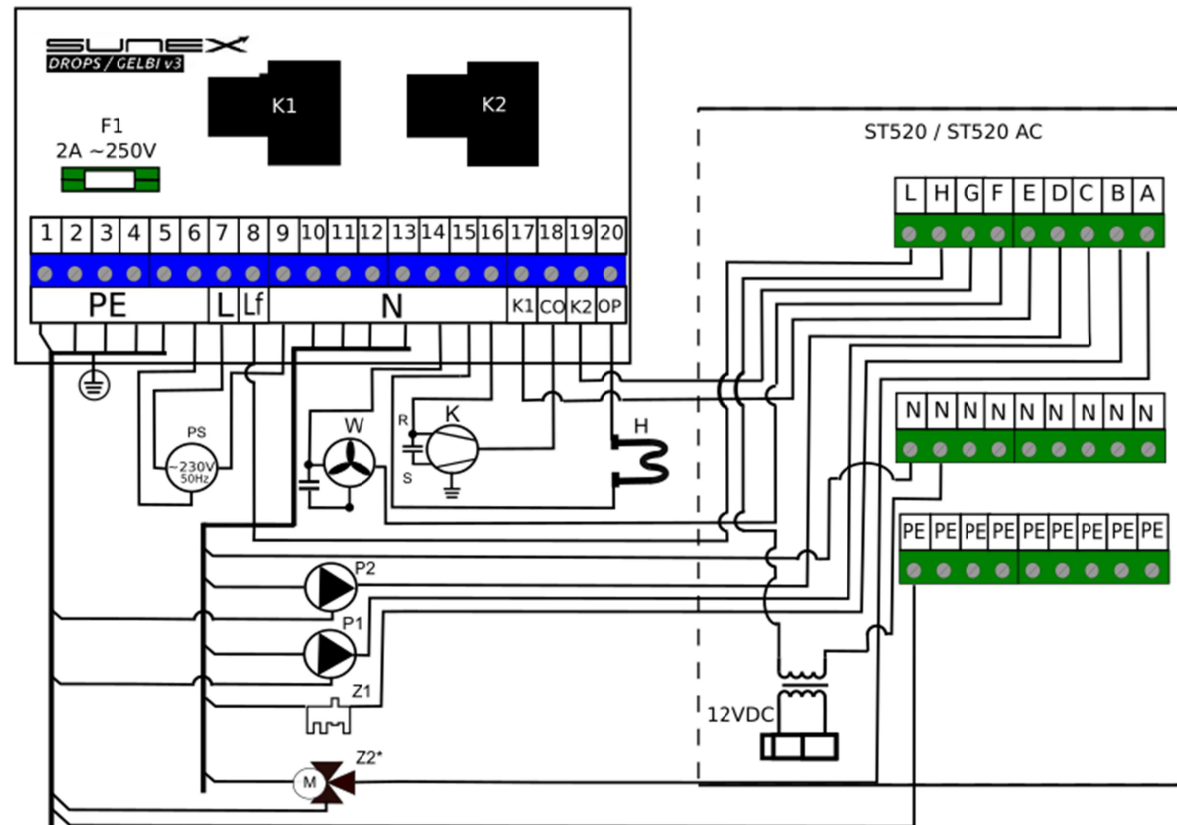 SUNEX
DROPS / GELBI v3
F1
2A ~250V
K1
K2
ST520 / ST520 AC
L H G F E D C B A
1 2 3 4 5 6 7 8 9 10 11 12 13 14 15 16 17 18 19 20
PE L Lf N K1 CO K2 OP
N N N N N N N N N
PS
~230V
50Hz
W
R
K
S
H
PE PE PE PE PE PE PE PE PE
P2
P1
Z1
12VDC
Z2*
M